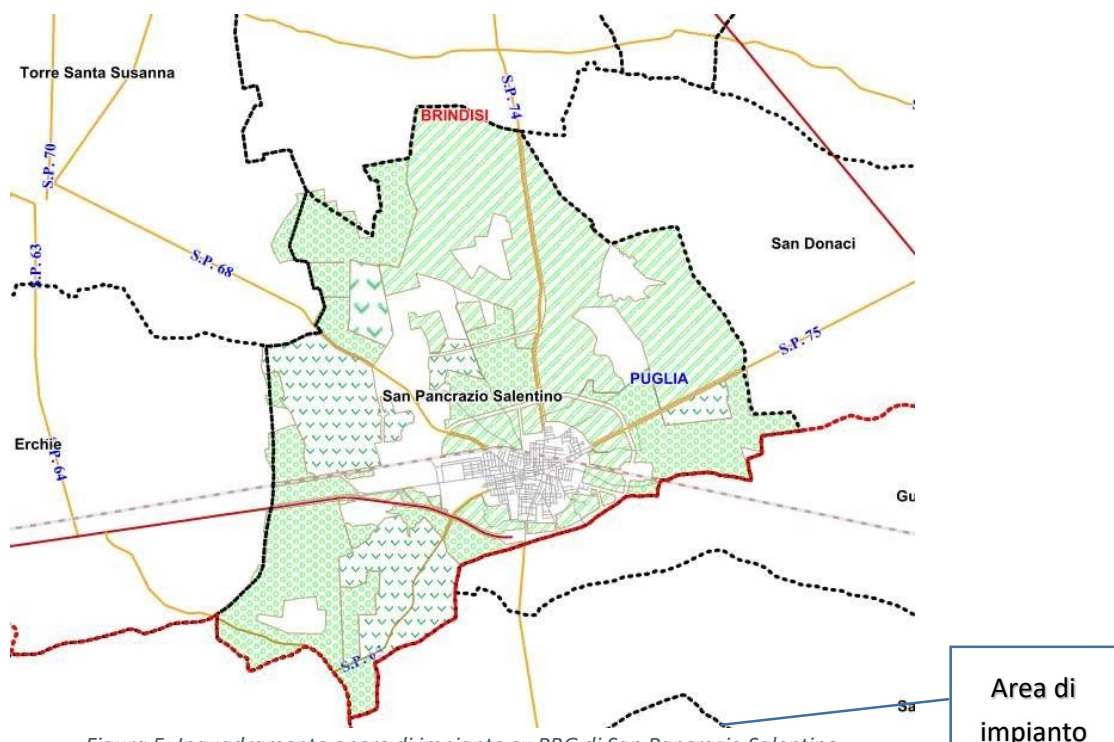 Torre Santa Susanna
S.P. 74
BRINDISI
S.P. 70
S.P. 63
S.P. 68
San Donaci
S.P. 75
PUGLIA
San Pancrazio Salentino
Erchie
S.P. 64
Gu
S.P. 6
Sa
Area di
impianto
Figura 5: Inquadramento opere di impianto su PRG di San Pancrazio Salentino